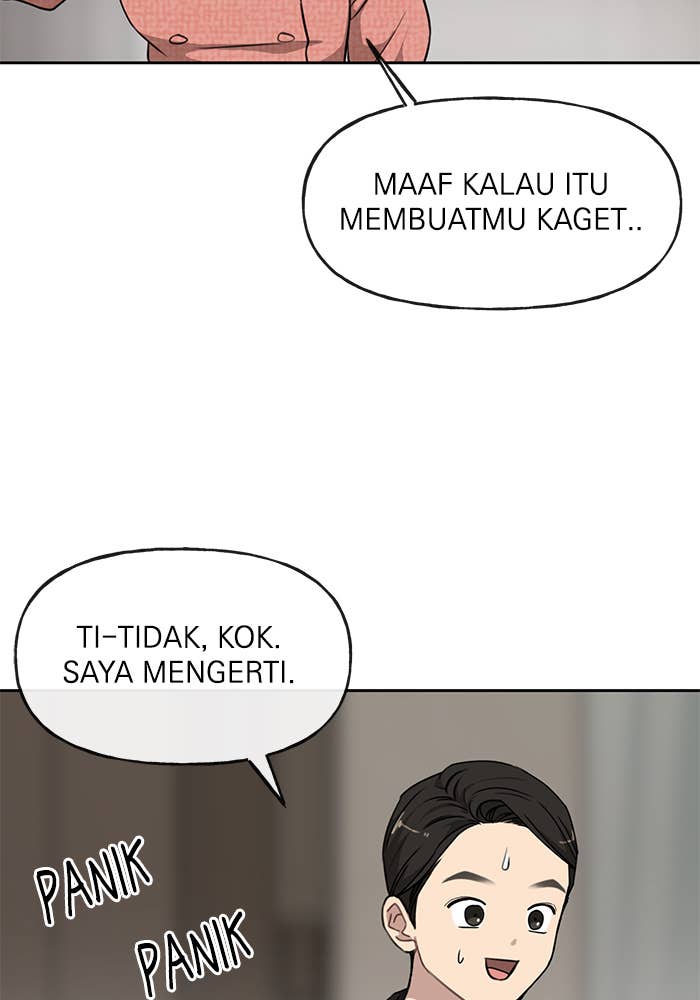 MAAF KALAU ITU
MEMBUATMU KAGET..
TI-TIDAK, KOK.
SAYA MENGERTI.
PANIK
PANIK